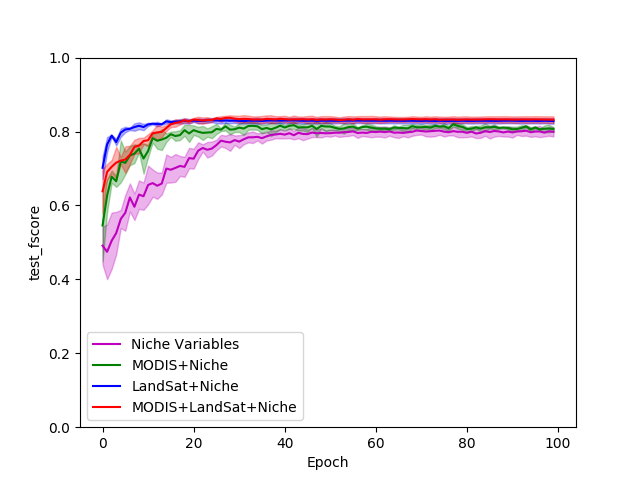 1.0
0.8
0.6
0.4
0.2
0.0
test_fscore
Niche Variables
MODIS+Niche
LandSat+Niche
MODIS+LandSat+Niche
0 20 40 60 80 100
Epoch